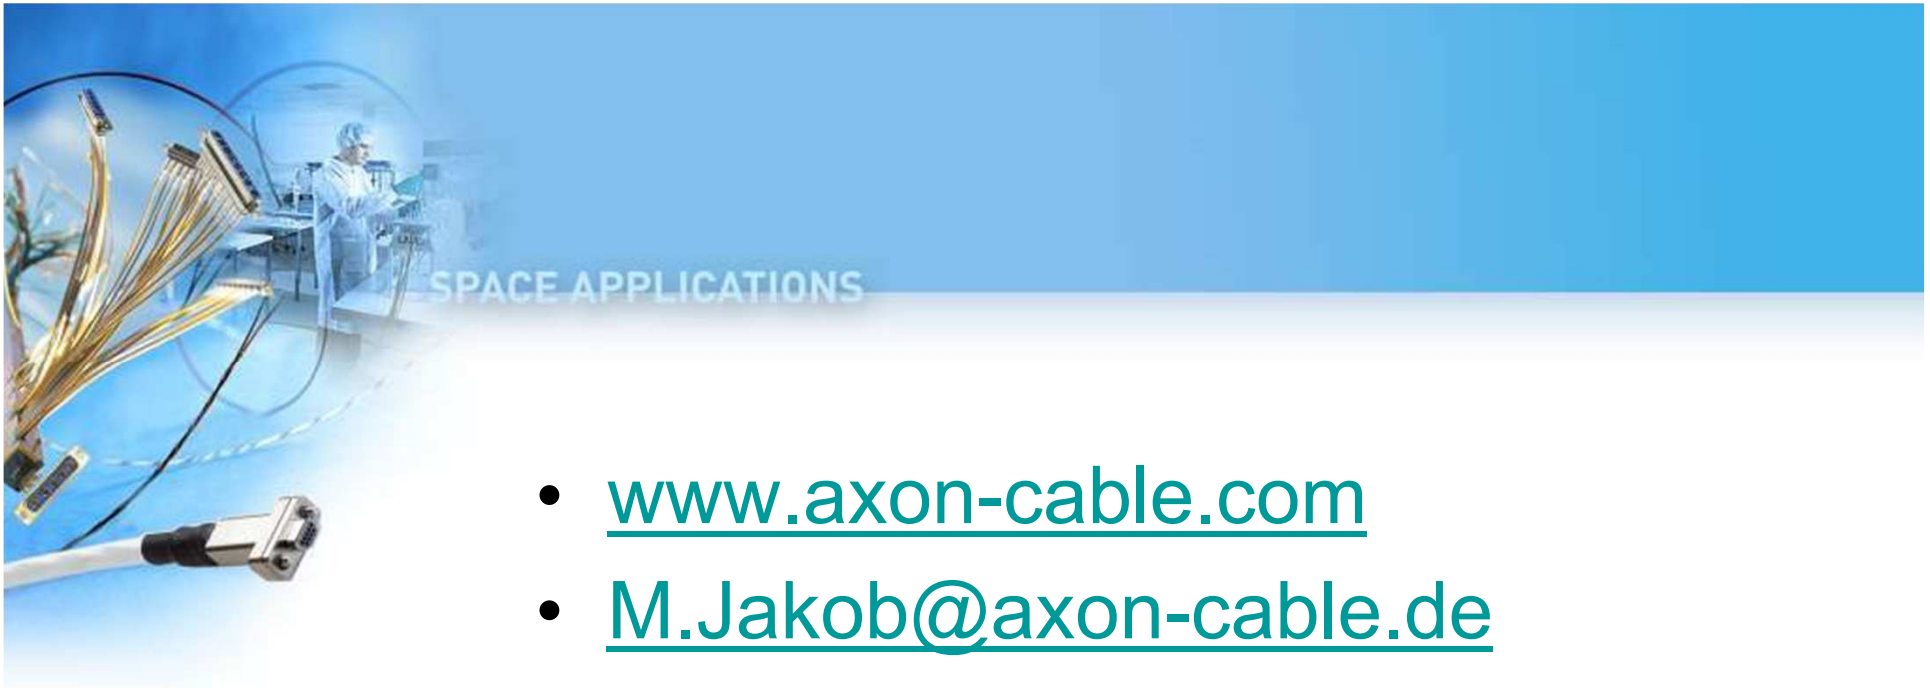 SPACE APPLICATIONS
• www.axon-cable.com
• M.Jakob@axon-cable.de